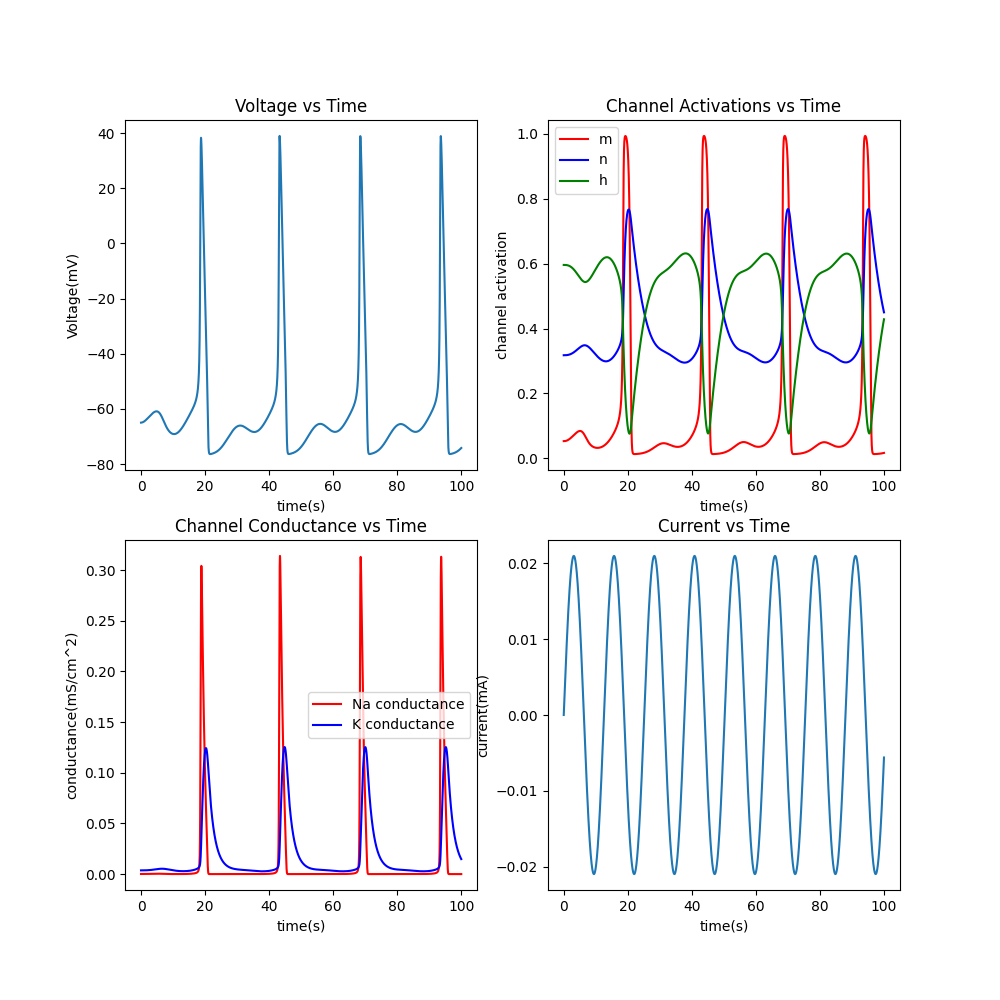 Voltage vs Time
Voltage(mV)
40
20
0
−20
−40
−60
−80
0 20 40 60 80 100
time(s)
Channel Activations vs Time
channel activation
1.0
0.8
0.6
0.4
0.2
0.0
m
n
h
0 20 40 60 80 100
time(s)
Channel Conductance vs Time
conductance(mS/cm^2)
0.30
0.25
0.20
0.15
0.10
0.05
0.00
Na conductance
K conductance
0 20 40 60 80 100
time(s)
Current vs Time
current(mA)
0.02
0.01
0.00
−0.01
−0.02
0 20 40 60 80 100
time(s)